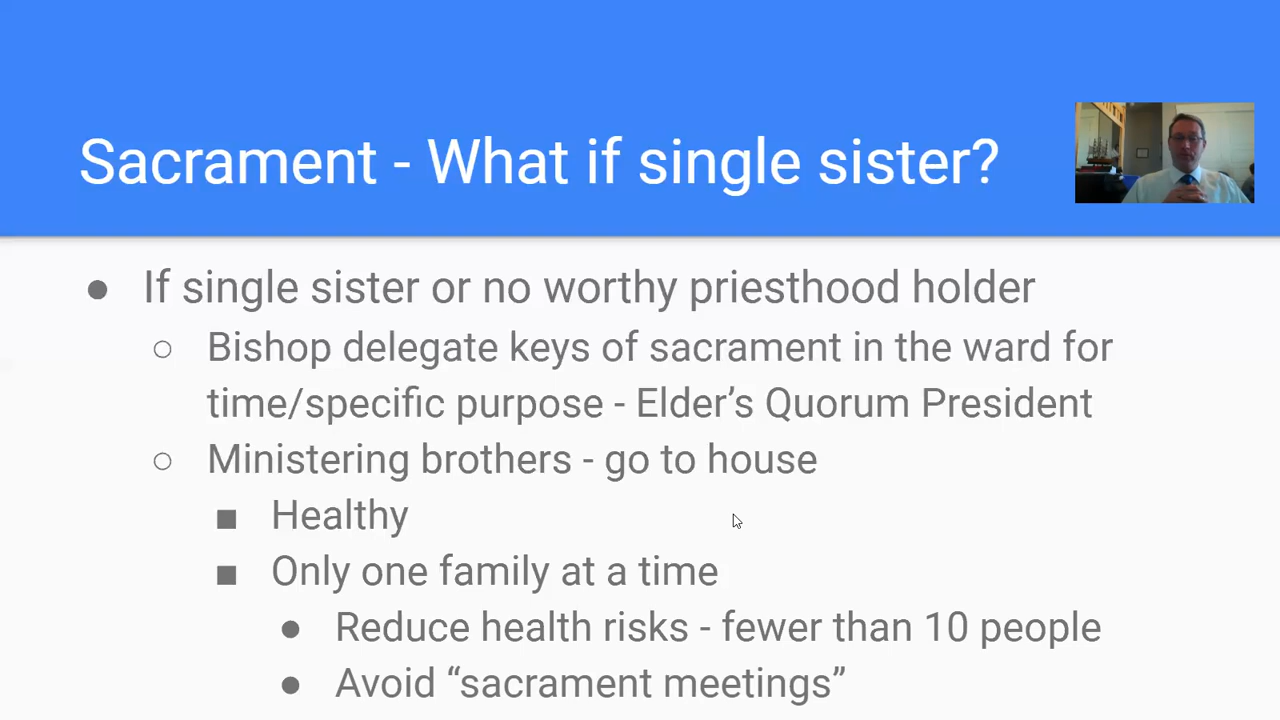 Sacrament - What if single sister?
● If single sister or no worthy priesthood holder
○ Bishop delegate keys of sacrament in the ward for
time/specific purpose - Elder’s Quorum President
○ Ministering brothers - go to house
■ Healthy
■ Only one family at a time
● Reduce health risks - fewer than 10 people
● Avoid “sacrament meetings”